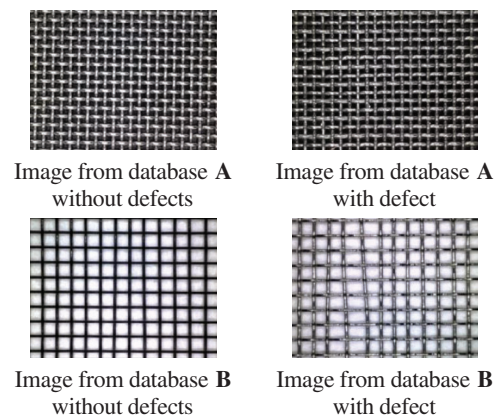 Image from database A
without defects
Image from database A
with defect
Image from database B
without defects
Image from database B
with defect